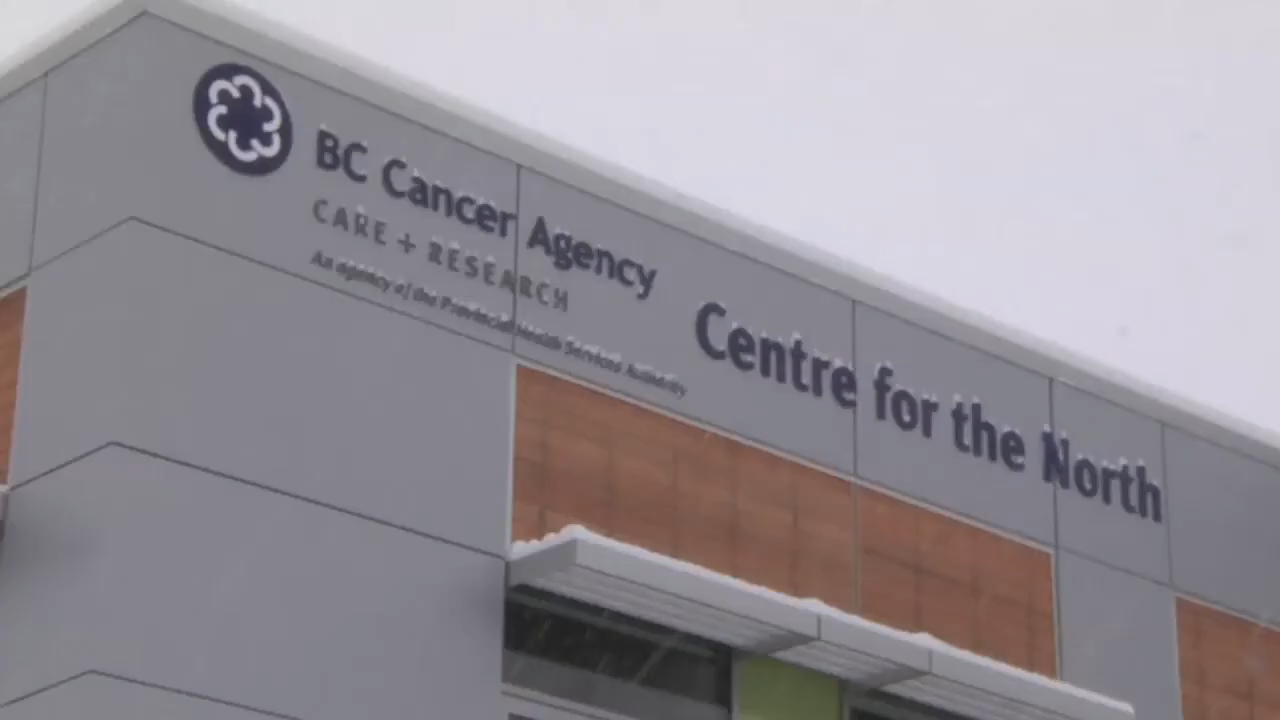 BC Cancer Agency
CARE + RESEARCH
An agency of the Provincial Health Services Authority
Centre for the North